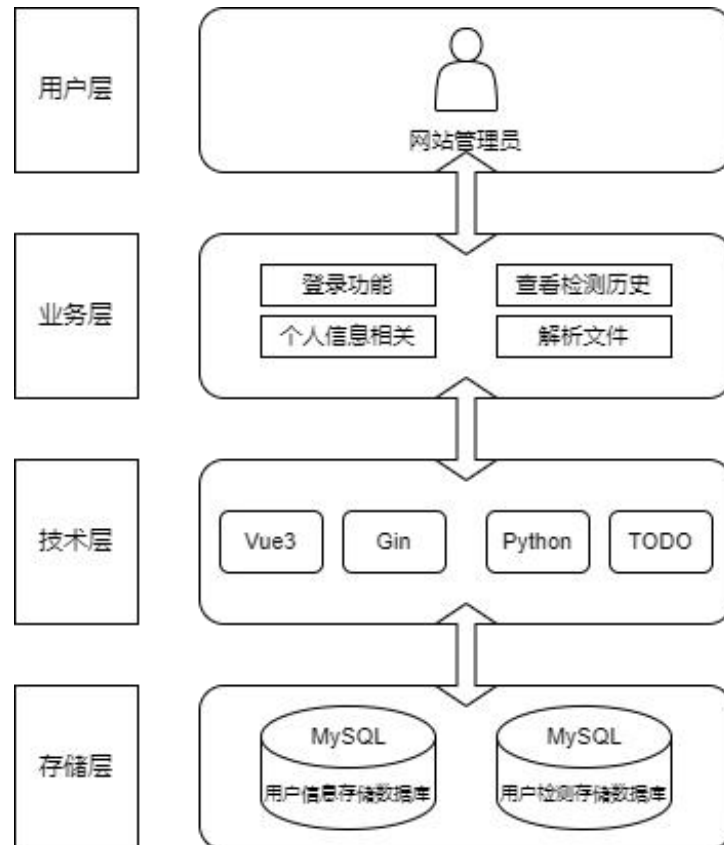 用户层
网站管理员
业务层
登录功能
查看检测历史
个人信息相关
解析文件
技术层
Vue3
Gin
Python
TODO
存储层
MySQL
用户信息存储数据库
MySQL
用户检测存储数据库